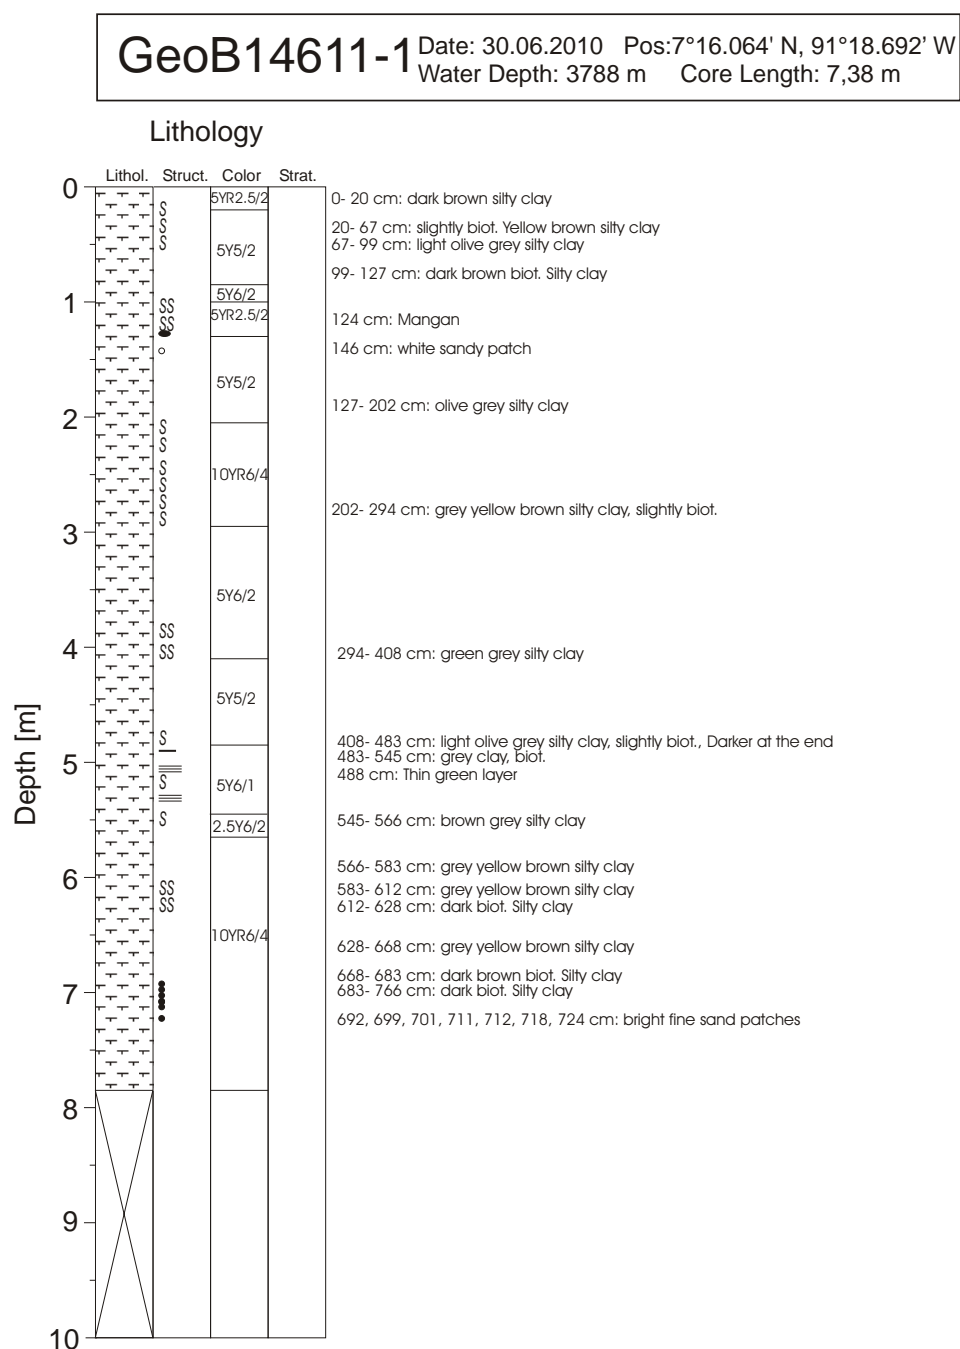 GeoB14611-1
Date: 30.06.2010 Pos:7°16.064' N, 91°18.692’ W
Water Depth: 3788 m Core Length: 7,38 m
Lithology
Lithol. Struct. Color Strat.
0
5YR2.5/2
0- 20 cm: dark brown silty clay
20- 67 cm: slightly biot. Yellow brown silty clay
67- 99 cm: light olive grey silty clay
5Y5/2
99- 127 cm: dark brown biot. Silty clay
5Y6/2
1
5YR2.5/2
124 cm: Mangan
146 cm: white sandy patch
5Y5/2
127- 202 cm: olive grey silty clay
2
10YR6/4
202- 294 cm: grey yellow brown silty clay, slightly biot.
3
5Y6/2
4
294- 408 cm: green grey silty clay
5Y5/2
Depth [m]
408- 483 cm: light olive grey silty clay, slightly biot., Darker at the end
483- 545 cm: grey clay, biot.
5
488 cm: Thin green layer
5Y6/1
545- 566 cm: brown grey silty clay
2.5Y6/2
566- 583 cm: grey yellow brown silty clay
6
583- 612 cm: grey yellow brown silty clay
612- 628 cm: dark biot. Silty clay
10YR6/4
628- 668 cm: grey yellow brown silty clay
668- 683 cm: dark brown biot. Silty clay
7
683- 766 cm: dark biot. Silty clay
692, 699, 701, 711, 712, 718, 724 cm: bright fine sand patches
8
9
10